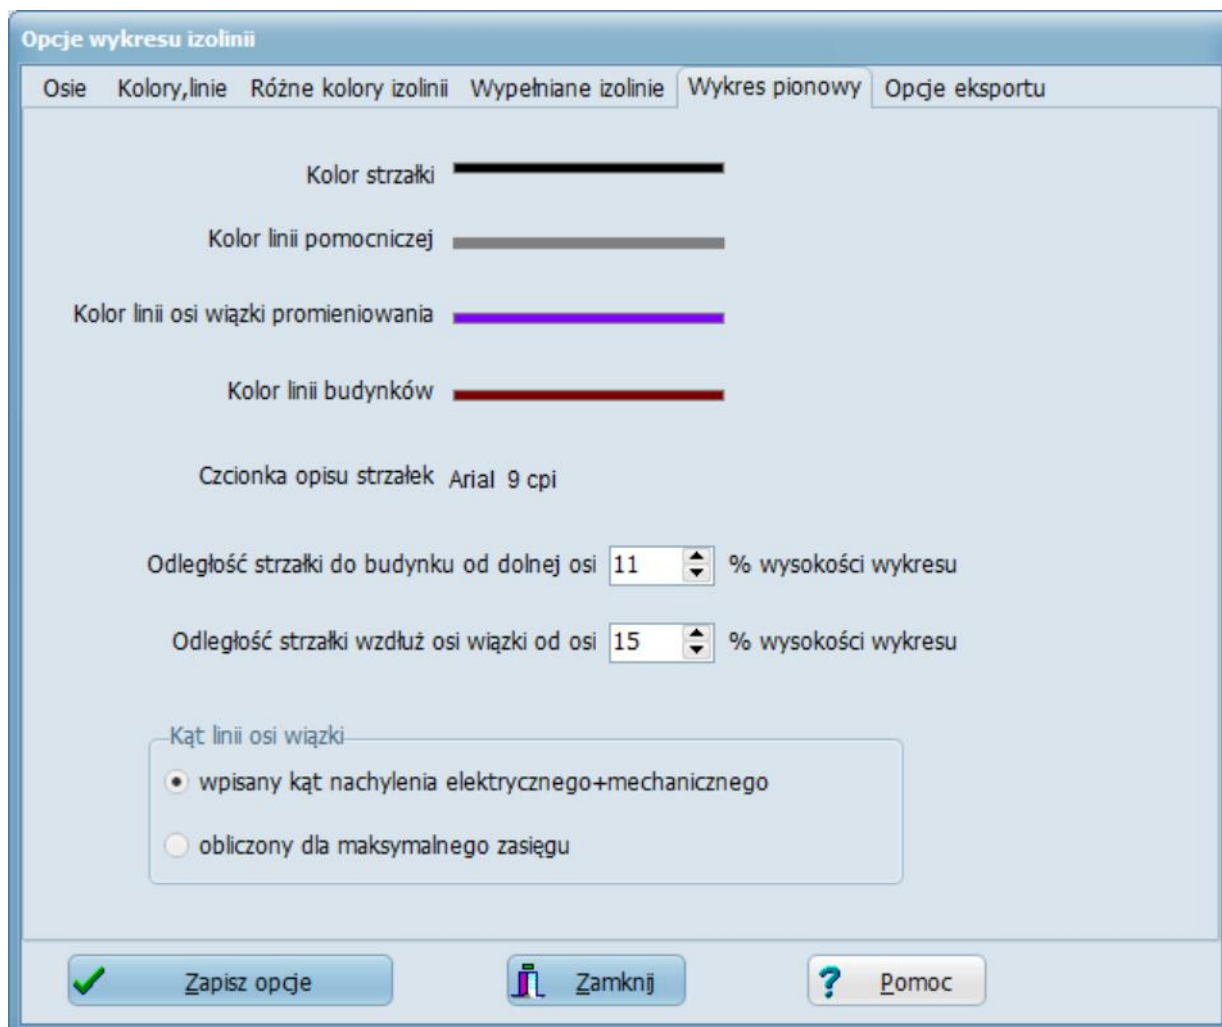 Opcje wykresu izolinii
Osie Kolory,linie Różne kolory izolinii Wypełniane izolinie Wykres pionowy Opcje eksportu
Kolor strzałki
Kolor linii pomocniczej
Kolor linii osi wiązki promieniowania
Kolor linii budynków
Czcionka opisu strzałek Arial 9 cpi
Odległość strzałki do budynku od dolnej osi 11 % wysokości wykresu
Odległość strzałki wzdłuż osi wiązki od osi 15 % wysokości wykresu
Kąt linii osi wiązki
wpisany kąt nachylenia elektrycznego+mechanicznego
obliczony dla maksymalnego zasięgu
Zapisz opcje Zamknij ? Pomoc